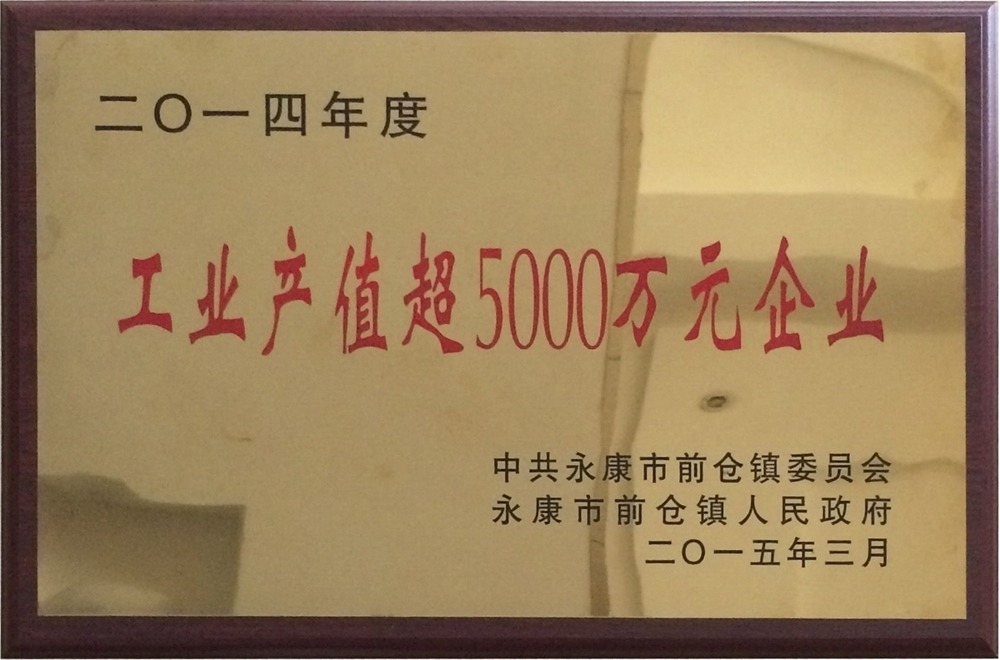 二〇一四年度
工业产值超5000万元企业
中共永康市前仓镇委员会
永康市前仓镇人民政府
二〇一五年三月